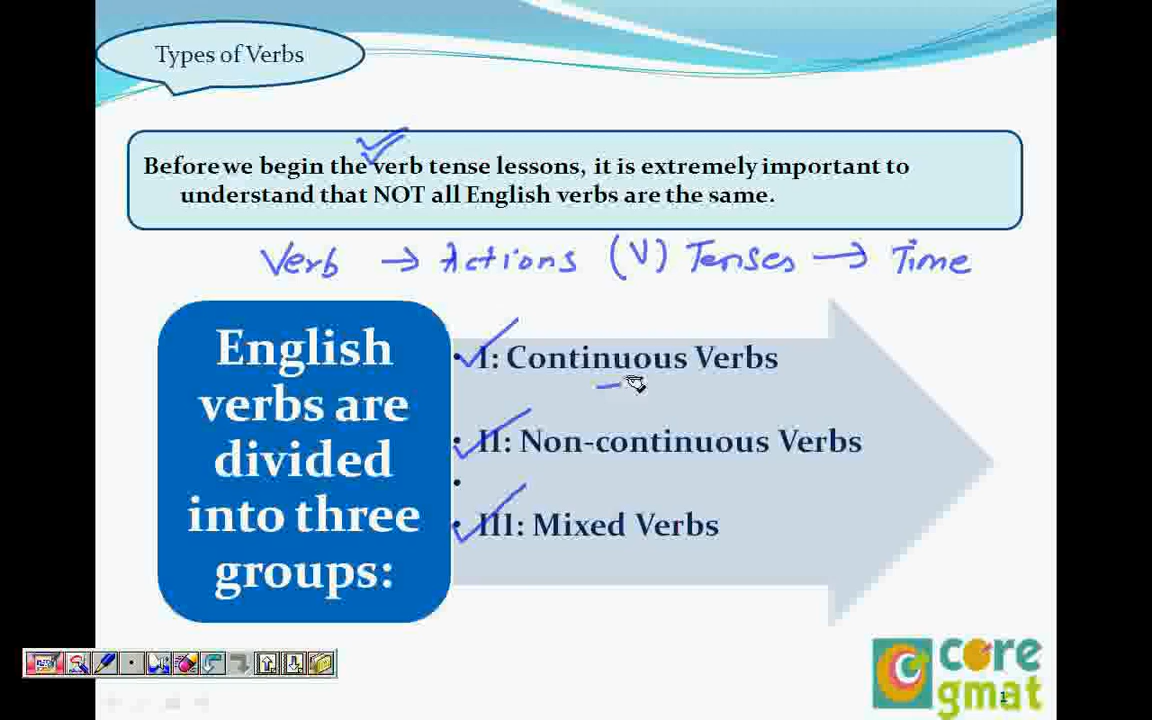 Types of Verbs
Before we begin the verb tense lessons, it is extremely important to
understand that NOT all English verbs are the same.
Verb → Actions (V) Tenses → Time
English
verbs are
divided
into three
groups:
• I: Continuous Verbs
• II: Non-continuous Verbs
•
• III: Mixed Verbs
core
gmat
1